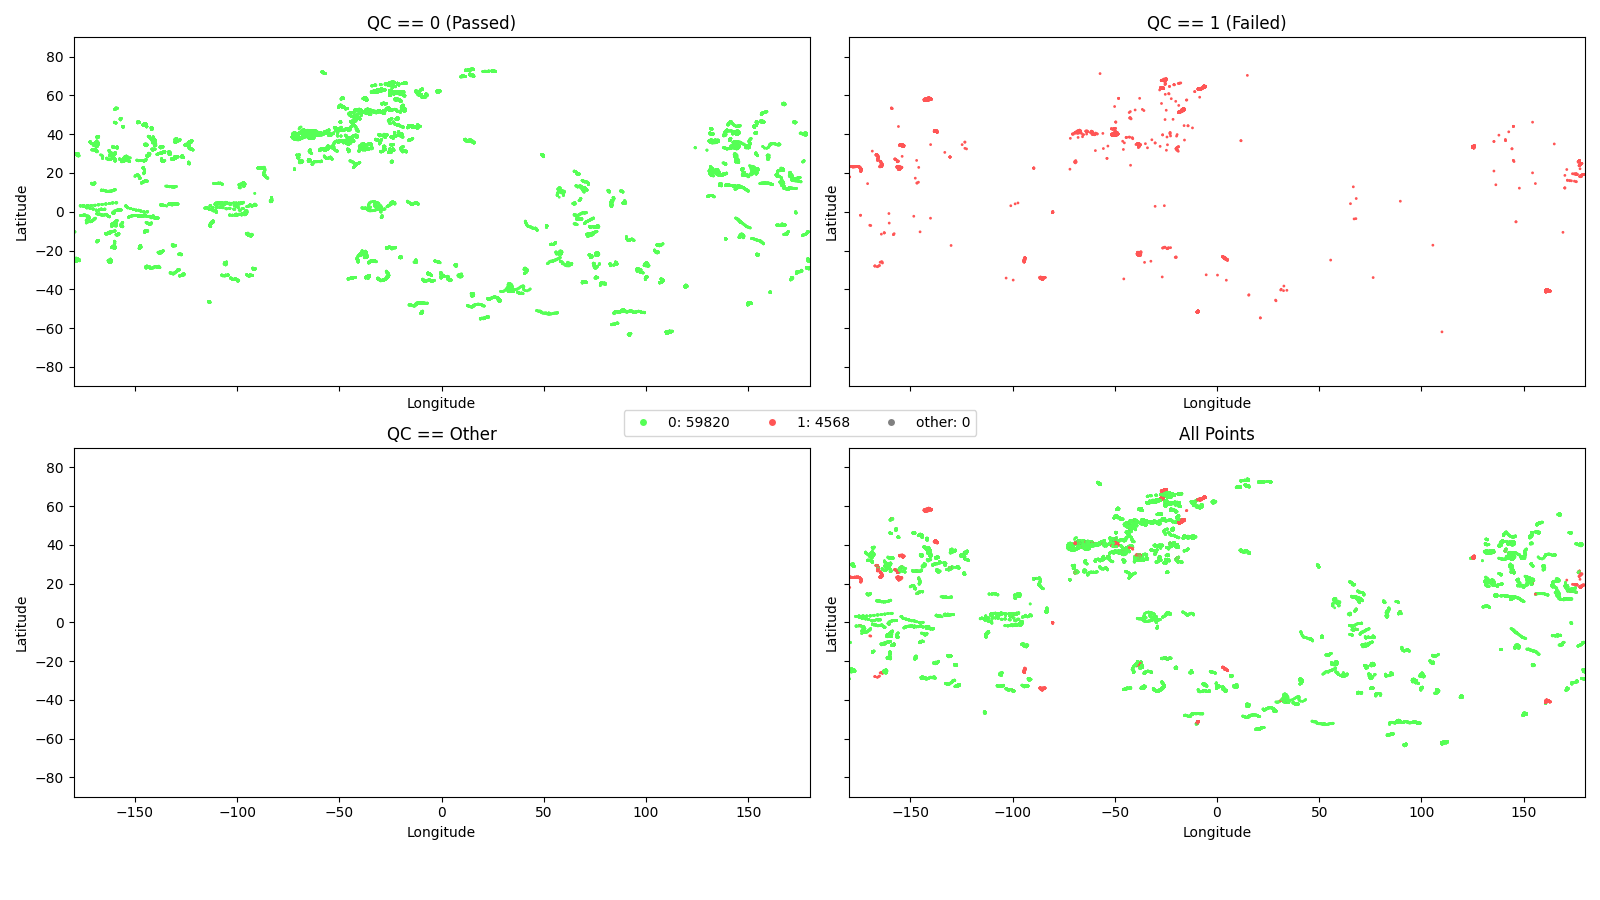 QC == 0 (Passed)
QC == 1 (Failed)
80
60
40
20
0
−20
−40
−60
−80
Latitude
Latitude
Longitude
Longitude
0: 59820
1: 4568
other: 0
QC == Other
All Points
80
60
40
20
0
−20
−40
−60
−80
Latitude
Latitude
−150
−100
−50
0
50
100
150
−150
−100
−50
0
50
100
150
Longitude
Longitude